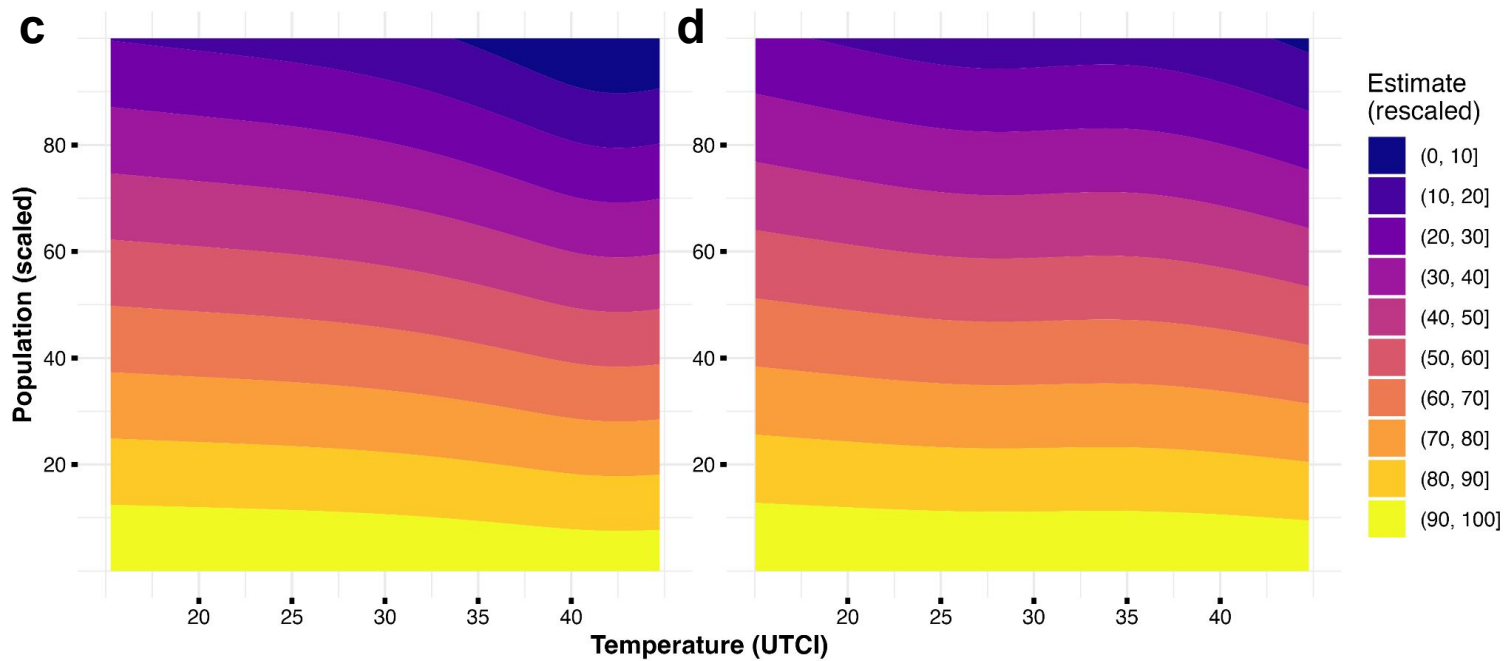 c
d
Population (scaled)
80
60
40
20
20 25 30 35 40
80
60
40
20
20 25 30 35 40
Temperature (UTCI)
Estimate
(rescaled)
(0, 10]
(10, 20]
(20, 30]
(30, 40]
(40, 50]
(50, 60]
(60, 70]
(70, 80]
(80, 90]
(90, 100]